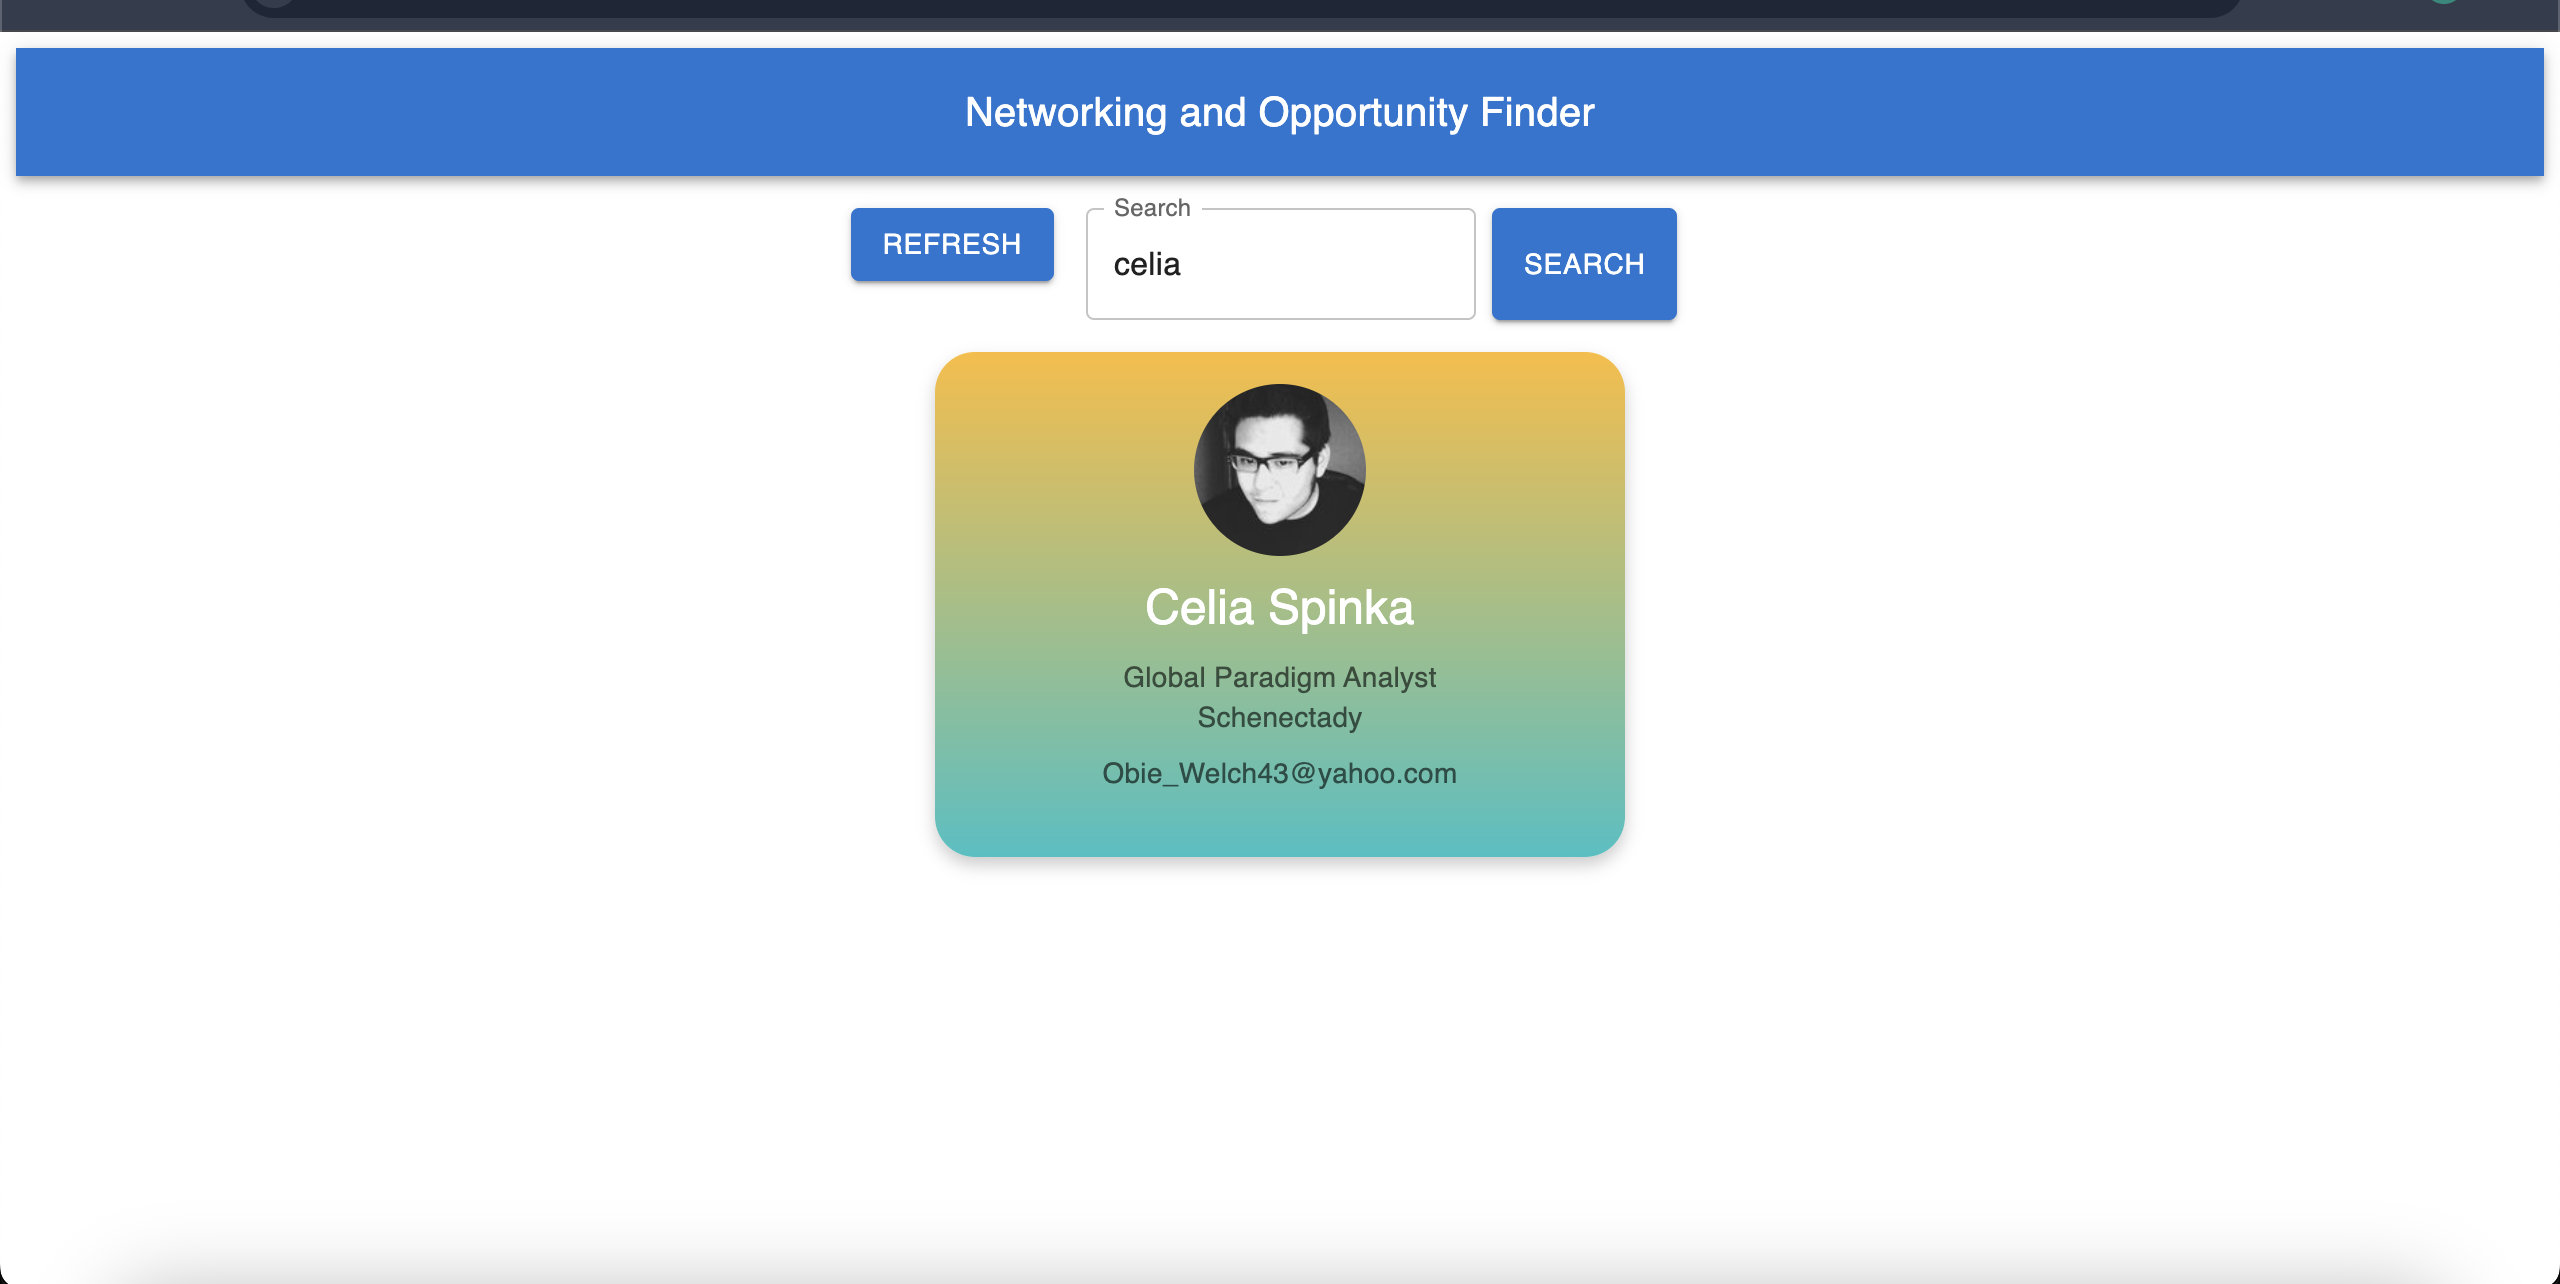 Networking and Opportunity Finder
REFRESH
Search
celia
SEARCH
Celia Spinka
Global Paradigm Analyst
Schenectady
Obie_Welch43@yahoo.com